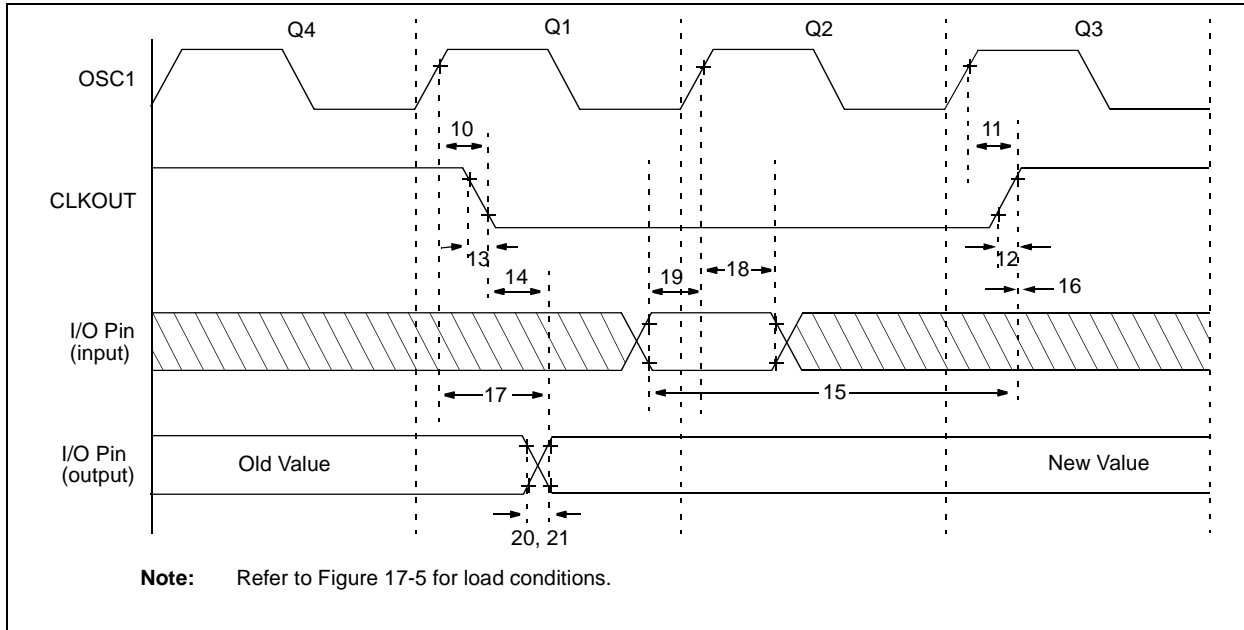 Q4 Q1 Q2 Q3
OSC1
10 11
CLKOUT
13 12
14 19 18 16
I/O Pin
(input)
17 15
I/O Pin
(output)
Old Value New Value
20, 21
Note: Refer to Figure 17-5 for load conditions.